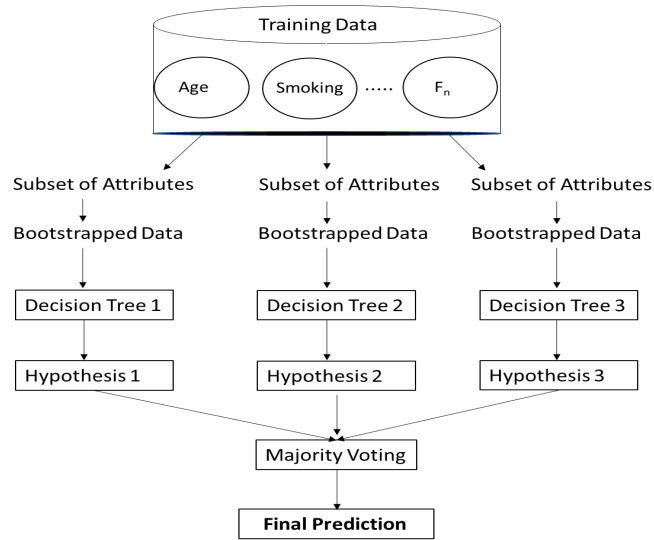 Training Data
Age Smoking ..... Fn
Subset of Attributes Subset of Attributes Subset of Attributes
Bootstrapped Data Bootstrapped Data Bootstrapped Data
Decision Tree 1 Decision Tree 2 Decision Tree 3
Hypothesis 1 Hypothesis 2 Hypothesis 3
Majority Voting
Final Prediction